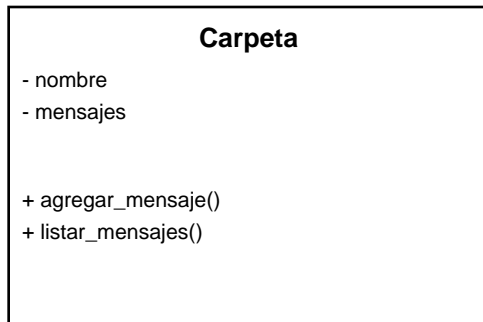 Carpeta
- nombre
- mensajes
+ agregar_mensaje()
+ listar_mensajes()